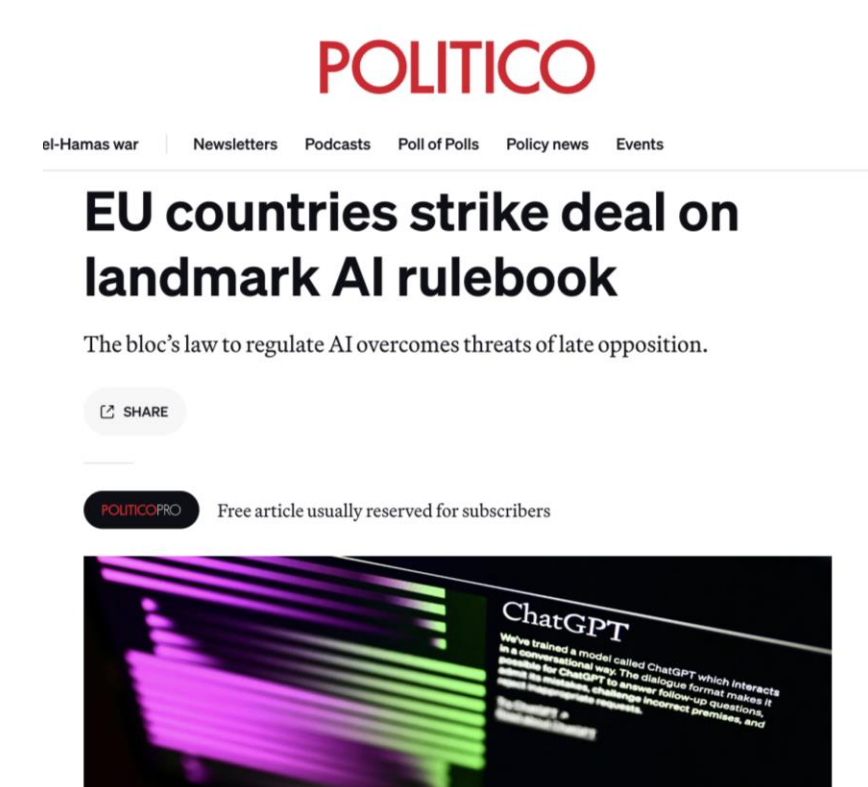 POLITICO
el-Hamas war
Newsletters
Podcasts
Poll of Polls
Policy news
Events
EU countries strike deal on
landmark AI rulebook
The bloc's law to regulate AI overcomes threats of late opposition.
SHARE
POLITICOPRO
Free article usually reserved for subscribers
ChatGPT
We've trained a model called ChatGPT which interacts
in a conversational way. The dialogue format makes it
possible for ChatGPT to answer follow-up questions,
admit its mistakes, challenge incorrect premises, and
reject inappropriate requests.